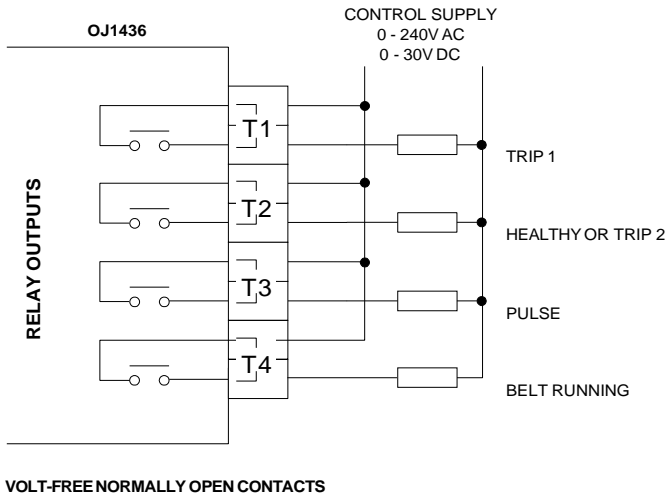 CONTROL SUPPLY
0 - 240V AC
0 - 30V DC
OJ1436
RELAY OUTPUTS
T1
TRIP 1
T2
HEALTHY OR TRIP 2
T3
PULSE
T4
BELT RUNNING
VOLT-FREE NORMALLY OPEN CONTACTS